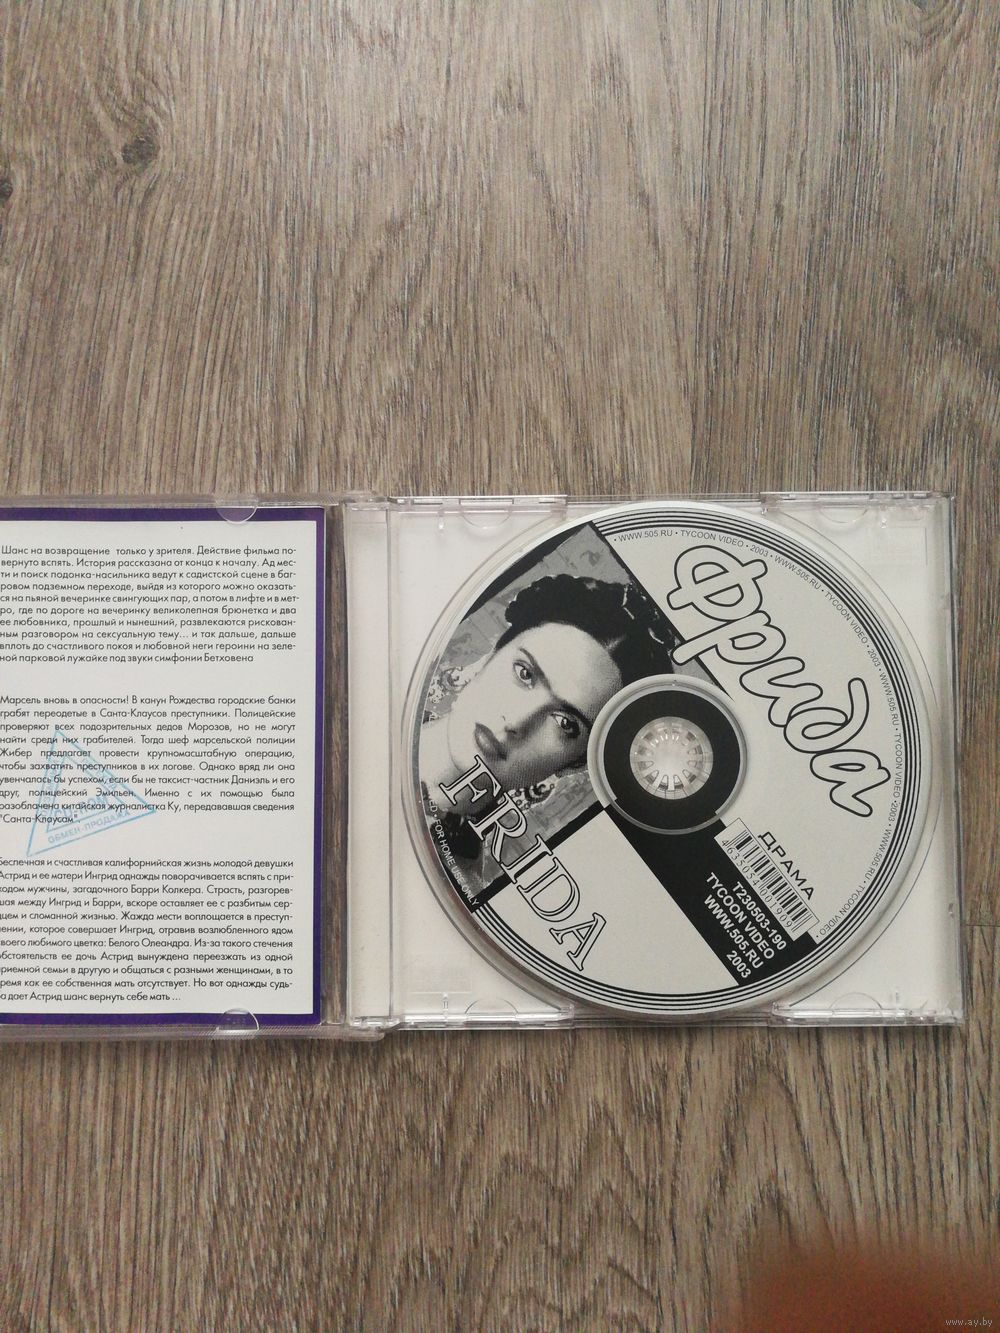 Шанс на возвращение только у зрителя. Действие фильма по-
вернуто вспять. История рассказана от конца к началу. Ад мес-
ти и поиск подонка-насильника ведут к садистской сцене в баг-
ровом подземном переходе, выйдя из которого можно оказать-
ся на пьяной вечеринке свингующих пар, а потом в лифте и в мет-
ро, где по дороге на вечеринку великолепная брюнетка и два
ее любовника, прошлый и нынешний, развлекаются рискован-
ным разговором на сексуальную тему... и так дальше, дальше
вплоть до счастливого покоя и любовной неги героини на зеле-
ной парковой лужайке под звуки симфонии Бетховена
Марсель вновь в опасности! В канун Рождества городские банки
грабят переодетые в Санта-Клаусов преступники. Полицейские
проверяют всех подозрительных дедов Морозов, но не могут
найти среди них грабителей. Тогда шеф марсельской полиции
Жибер предлагает провести крупномасштабную операцию,
чтобы захватить преступников в их логове. Однако вряд ли она
увенчалась бы успехом, если бы не таксист-частник Даниэль и его
друг, полицейский Эмильен. Именно с их помощью была
разоблачена китайская журналистка Ку, передававшая сведения
"Санта-Клаусам".
CD-ROM
ОБМЕН-ПРОДАЖА
Беспечная и счастливая калифорнийская жизнь молодой девушки
Астрид и ее матери Ингрид однажды поворачивается вспять с при-
ходом мужчины, загадочного Барри Колкера. Страсть, разгорев-
шая между Ингрид и Барри, вскоре оставляет ее с разбитым сер-
дцем и сломанной жизнью. Жажда мести воплощается в преступ-
лении, которое совершает Ингрид, отравив возлюбленного ядом
своего любимого цветка: Белого Олеандра. Из-за такого стечения
обстоятельств ее дочь Астрид вынуждена переезжать из одной
приемной семьи в другую и общаться с разными женщинами, в то
время как ее собственная мать отсутствует. Но вот однажды судь-
ба дает Астрид шанс вернуть себе мать ...
• WWW.505.RU • TYCOON VIDEO • 2003 • WWW.505.RU • TYCOON VIDEO • 2003 • WWW.505.RU • TYCOON VIDEO • 2003 • WWW.505.RU • TYCOON VIDEO •
Фрида
FRIDA
FOR HOME USE ONLY
ДРАМА
4 635054 001909
T230503-190
TYCOON VIDEO
WWW.505.RU
2003
www.ay.by